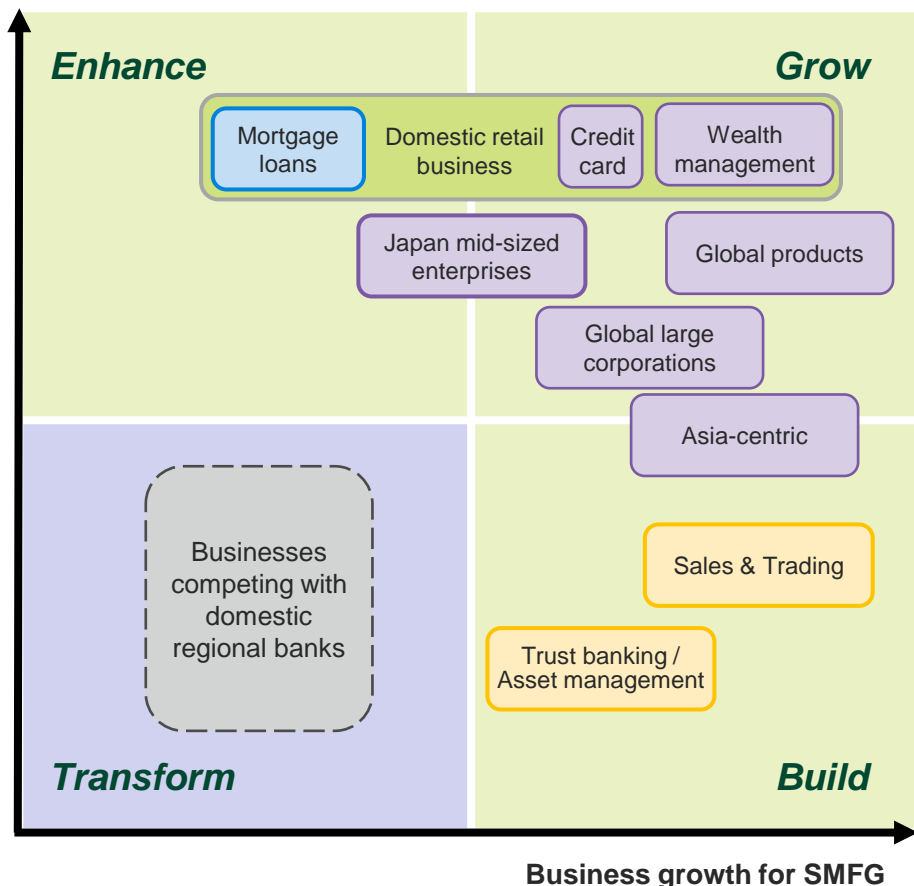 Enhance
Grow
Mortgage
loans
Domestic retail
business
Credit
card
Wealth
management
Japan mid-sized
enterprises
Global products
Global large
corporations
Asia-centric
Businesses
competing with
domestic
regional banks
Sales & Trading
Trust banking /
Asset management
Transform
Build
Business growth for SMFG